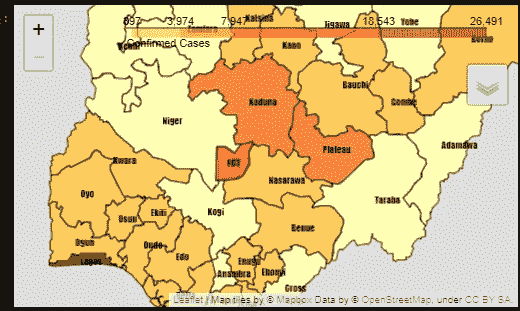 897 3,974 7,947 18,543 26,491
Confirmed Cases
+
Katsina
Jigawa
Yobe
Kano
Borno
Kebbi
Kaduna
Bauchi
Gombe
Niger
Plateau
Adamawa
Kwara
FCT
Nasarawa
Oyo
Taraba
Osun
Ekiti
Kogi
Benue
Ogun
Ondo
Lagos
Edo
Enugu
Anambra
Ebonyi
Cross
Leaflet | Map tiles by © Mapbox Data by © OpenStreetMap, under CC BY SA.